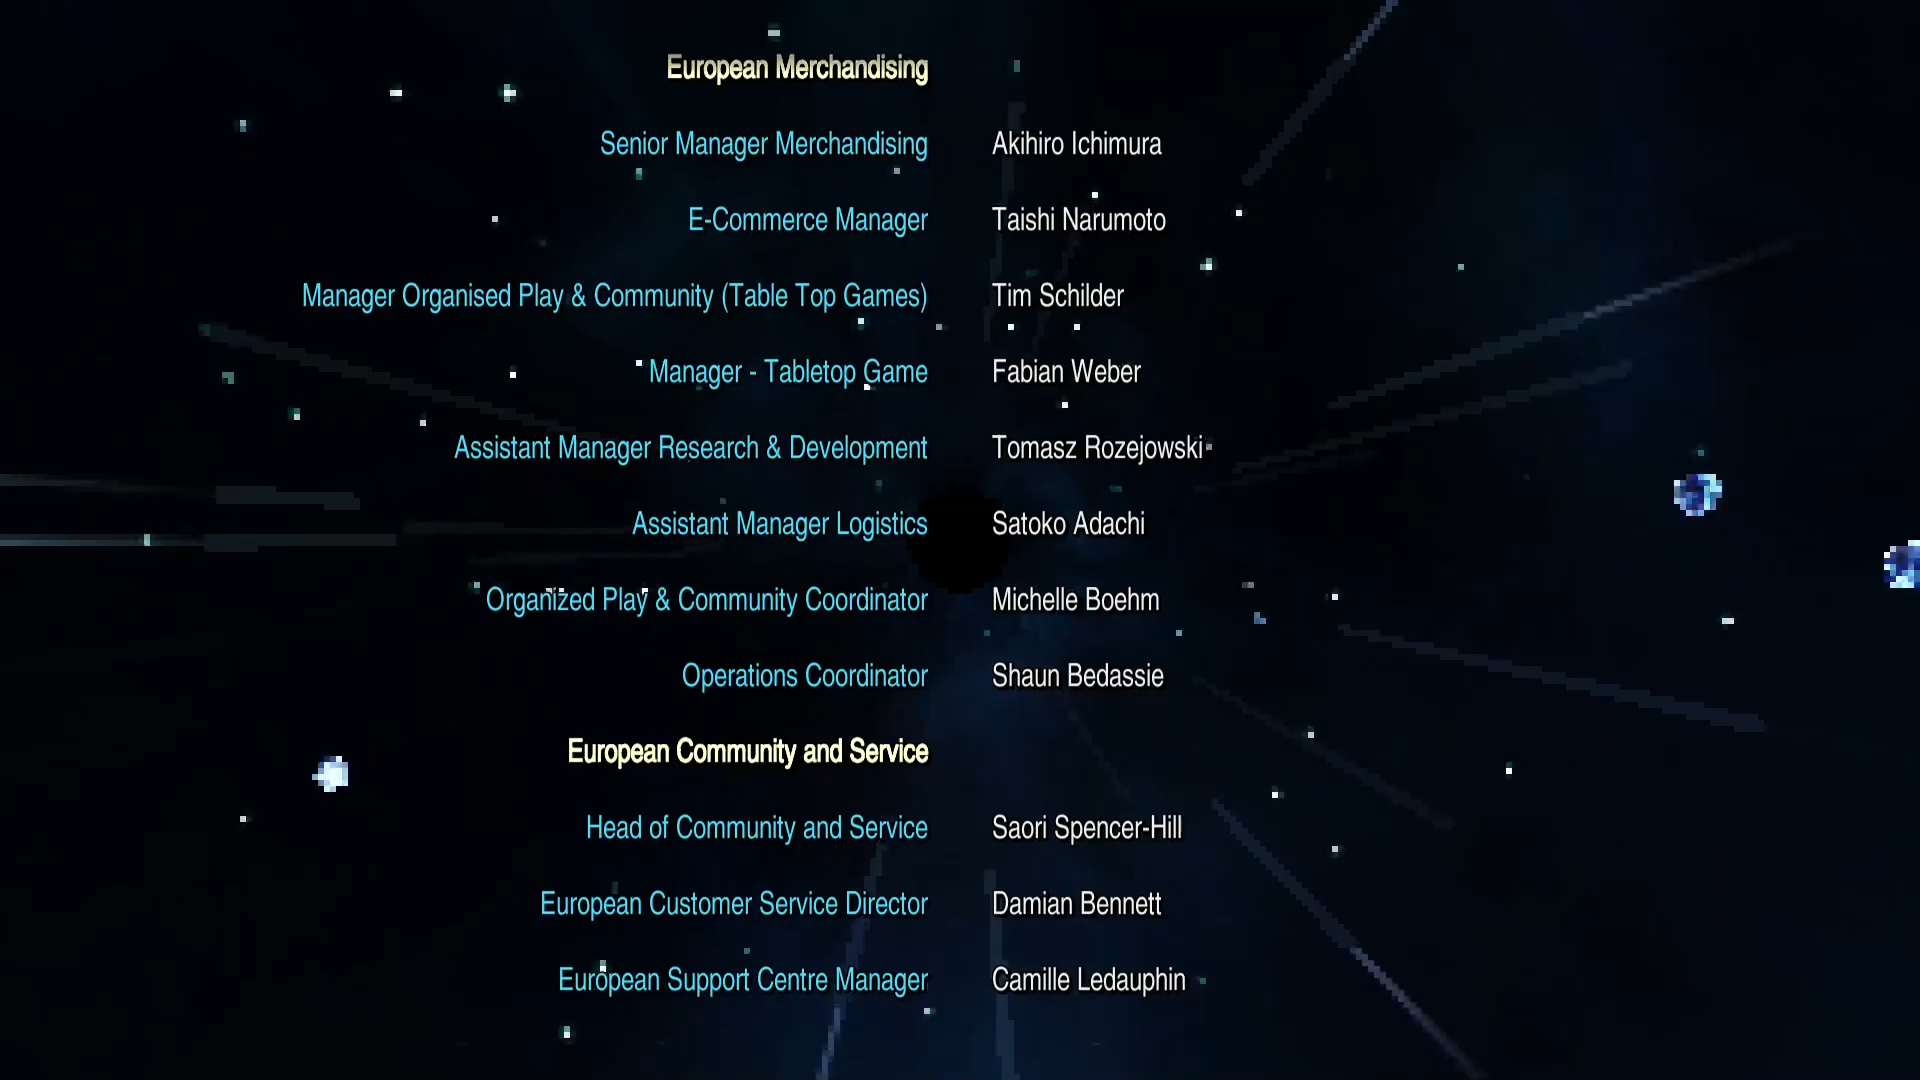 European Merchandising
Senior Manager Merchandising Akihiro Ichimura
E-Commerce Manager Taishi Narumoto
Manager Organised Play & Community (Table Top Games) Tim Schilder
Manager - Tabletop Game Fabian Weber
Assistant Manager Research & Development Tomasz Rozejowski
Assistant Manager Logistics Satoko Adachi
Organized Play & Community Coordinator Michelle Boehm
Operations Coordinator Shaun Bedassie
European Community and Service
Head of Community and Service Saori Spencer-Hill
European Customer Service Director Damian Bennett
European Support Centre Manager Camille Ledauphin